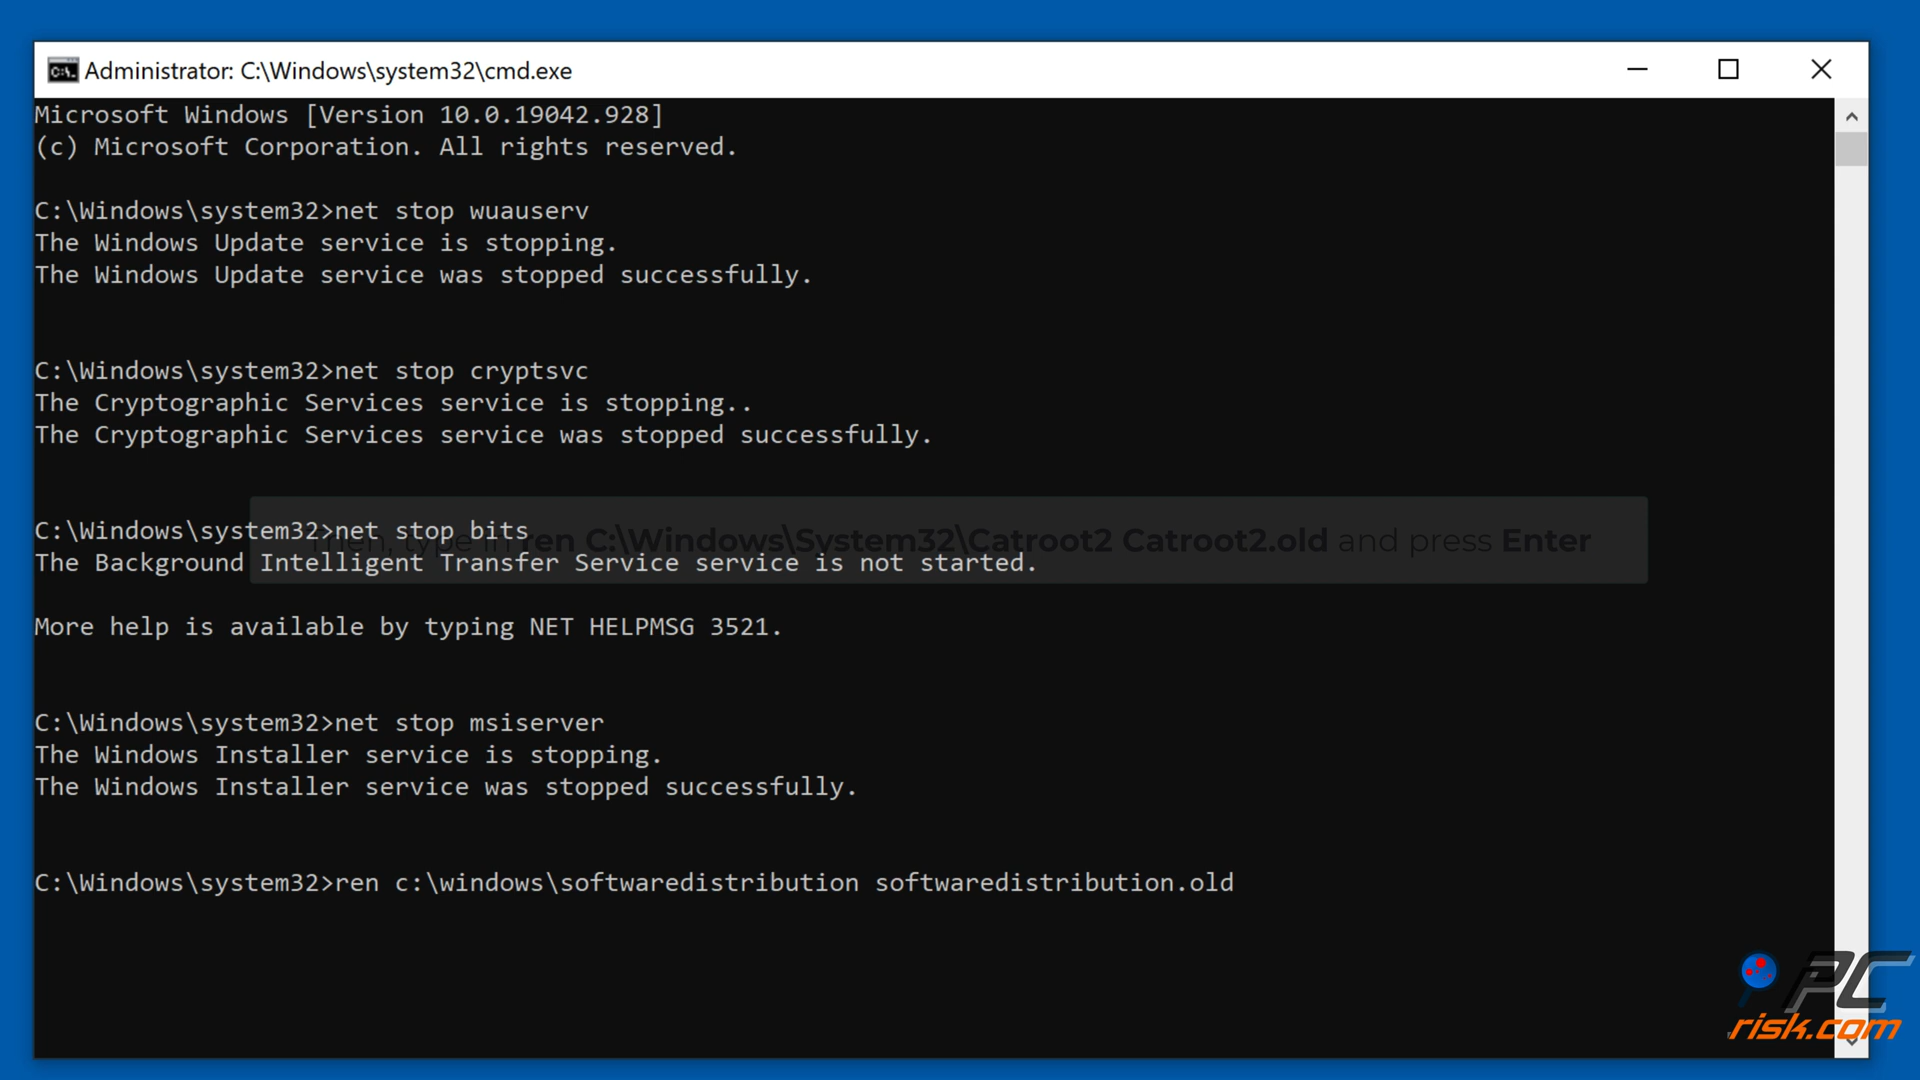 Administrator: C:\Windows\system32\cmd.exe
Microsoft Windows [Version 10.0.19042.928]
(c) Microsoft Corporation. All rights reserved.
C:\Windows\system32>net stop wuauserv
The Windows Update service is stopping.
The Windows Update service was stopped successfully.
C:\Windows\system32>net stop cryptsvc
The Cryptographic Services service is stopping..
The Cryptographic Services service was stopped successfully.
C:\Windows\system32>net stop bits
Then, type in ren C:\Windows\System32\Catroot2 Catroot2.old and press Enter
The Background Intelligent Transfer Service service is not started.
More help is available by typing NET HELPMSG 3521.
C:\Windows\system32>net stop msiserver
The Windows Installer service is stopping.
The Windows Installer service was stopped successfully.
C:\Windows\system32>ren c:\windows\softwaredistribution softwaredistribution.old
PC
risk.com